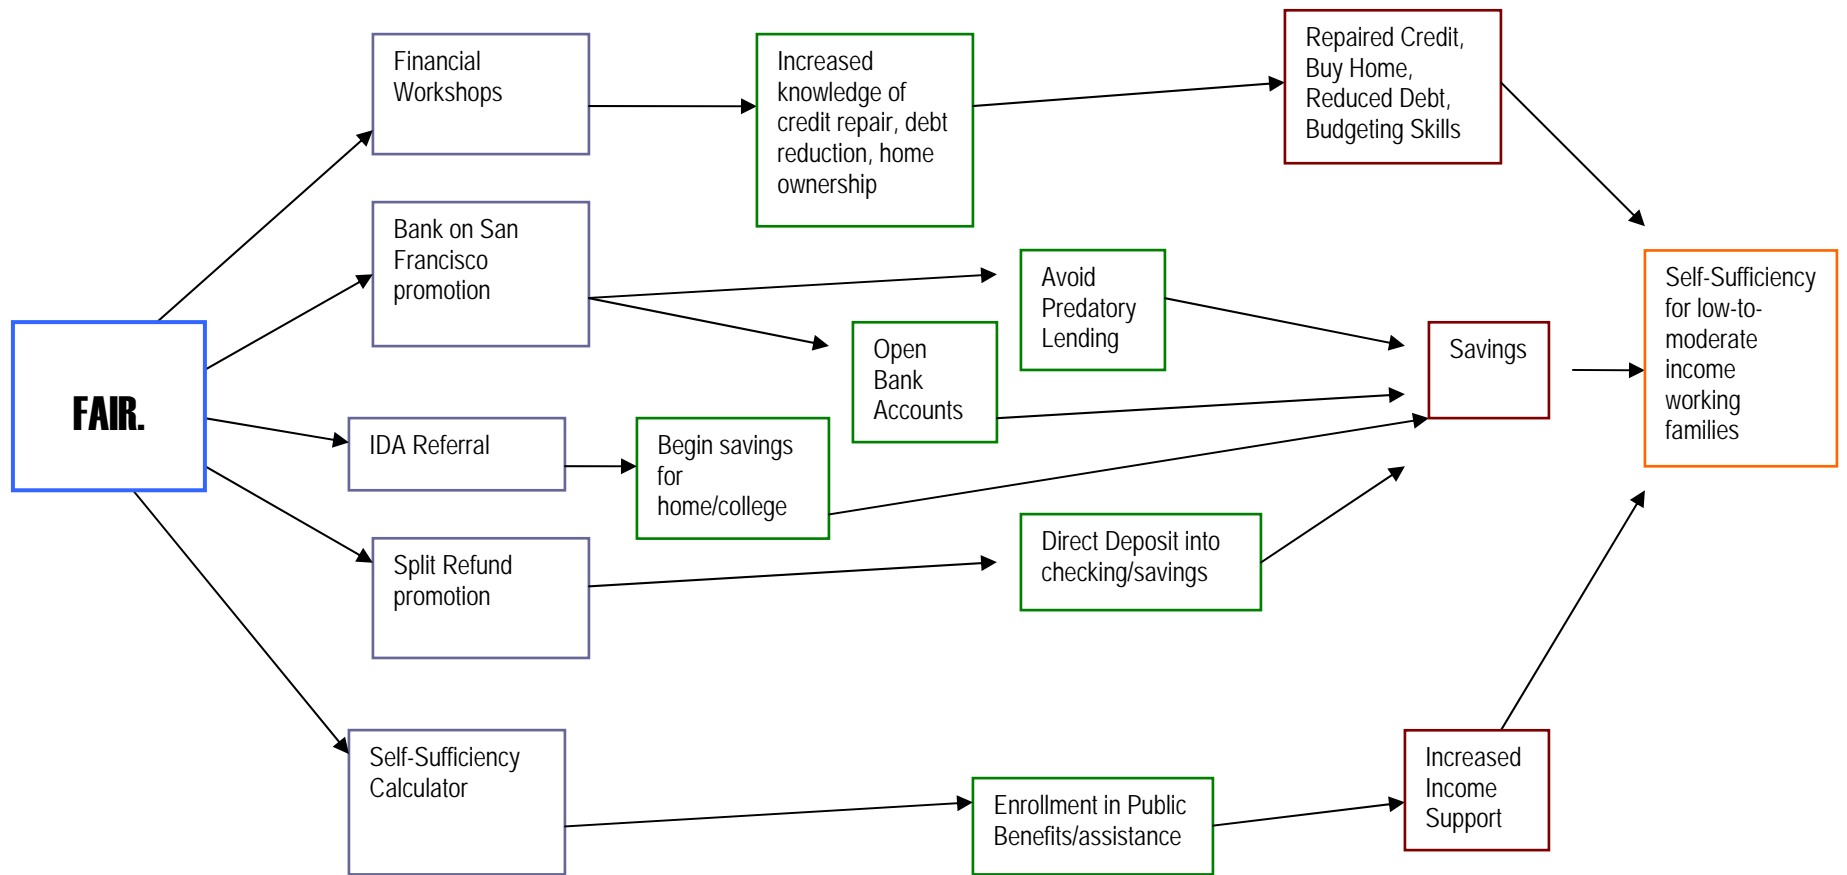 Financial
Workshops
Increased
knowledge of
credit repair, debt
reduction, home
ownership
Repaired Credit,
Buy Home,
Reduced Debt,
Budgeting Skills
Bank on San
Francisco
promotion
Avoid
Predatory
Lending
Open
Bank
Accounts
Savings
Self-Sufficiency
for low-to-
moderate
income
working
families
FAIR.
IDA Referral
Begin savings
for
home/college
Split Refund
promotion
Direct Deposit into
checking/savings
Self-Sufficiency
Calculator
Enrollment in Public
Benefits/assistance
Increased
Income
Support